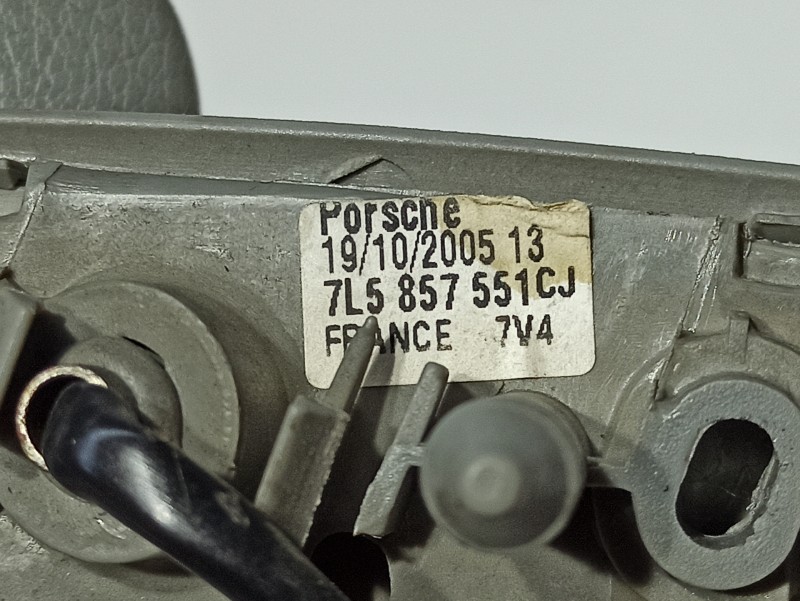 Porsche
19/10/2005 13
7L5 857 551CJ
FRANCE 7V4